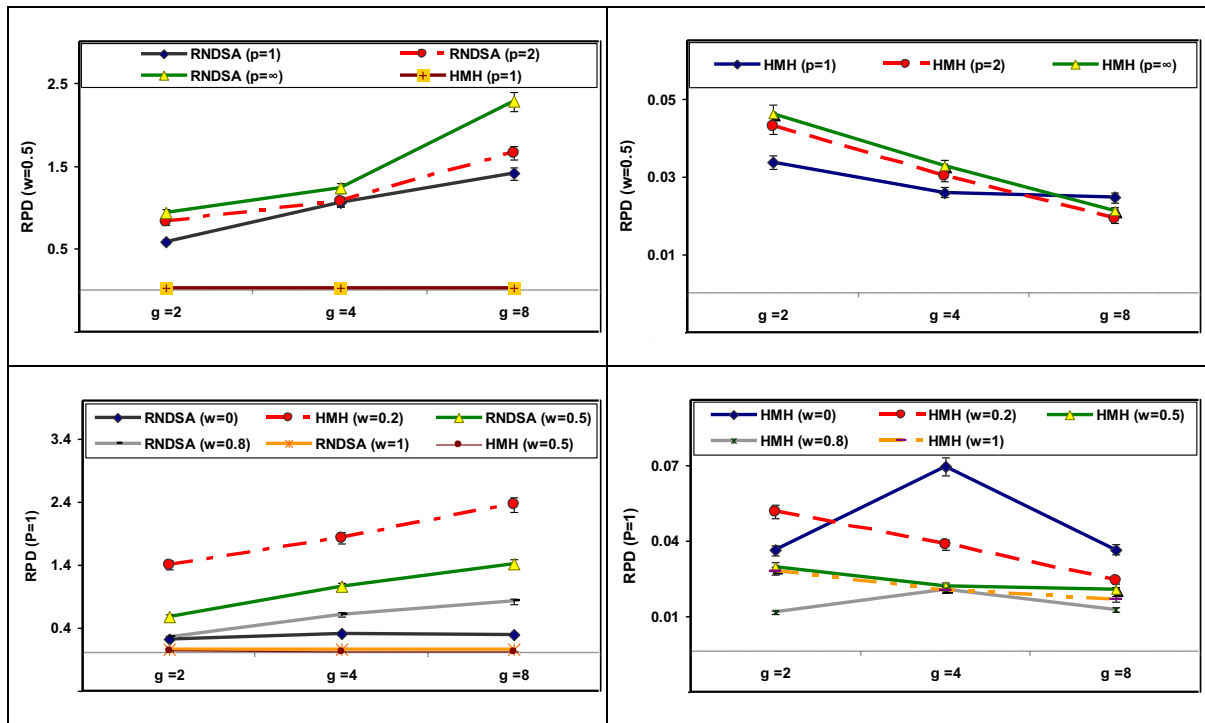 RNDSA (p=1)
RNDSA (p=2)
RNDSA (p=∞)
HMH (p=1)
2.5
1.5
0.5
RPD (w=0.5)
g =2
g =4
g =8
HMH (p=1)
HMH (p=2)
HMH (p=∞)
0.05
0.03
0.01
RPD (w=0.5)
g =2
g =4
g =8
RNDSA (w=0)
HMH (w=0.2)
RNDSA (w=0.5)
RNDSA (w=0.8)
RNDSA (w=1)
HMH (w=0.5)
3.4
2.4
1.4
0.4
RPD (P=1)
g =2
g =4
g =8
HMH (w=0)
HMH (w=0.2)
HMH (w=0.5)
HMH (w=0.8)
HMH (w=1)
0.07
0.04
0.01
RPD (P=1)
g =2
g =4
g =8